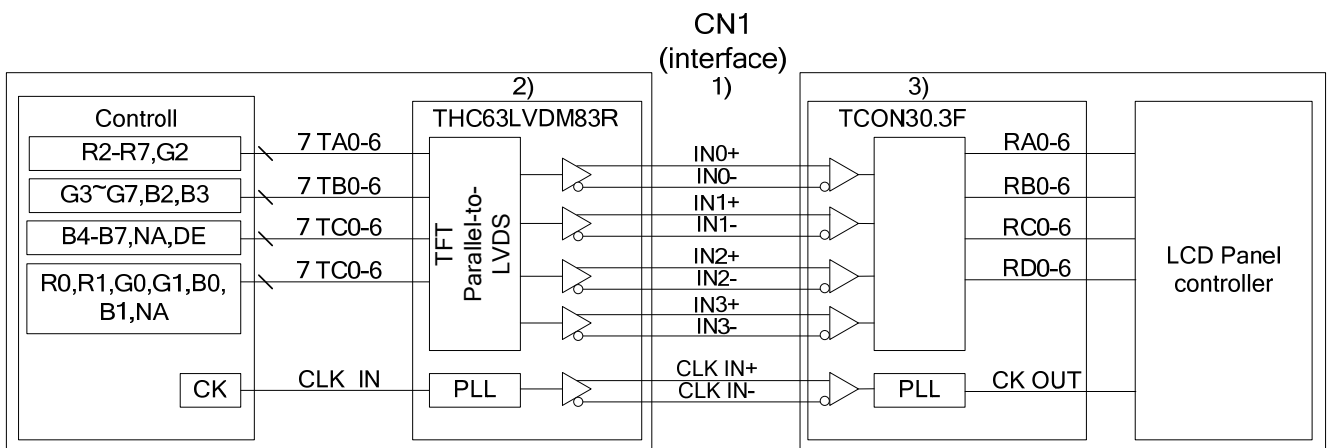 CN1
(interface)
1)
2)
3)
Controll
THC63LVDM83R
TCON30.3F
R2-R7,G2
7 TA0-6
IN0+
IN0-
RA0-6
G3~G7,B2,B3
7 TB0-6
IN1+
IN1-
RB0-6
B4-B7,NA,DE
7 TC0-6
IN2+
IN2-
RC0-6
R0,R1,G0,G1,B0,
B1,NA
7 TC0-6
IN3+
IN3-
RD0-6
TFT
Parallel-to-
LVDS
LCD Panel
controller
CK
CLK IN
PLL
CLK IN+
CLK IN-
PLL
CK OUT